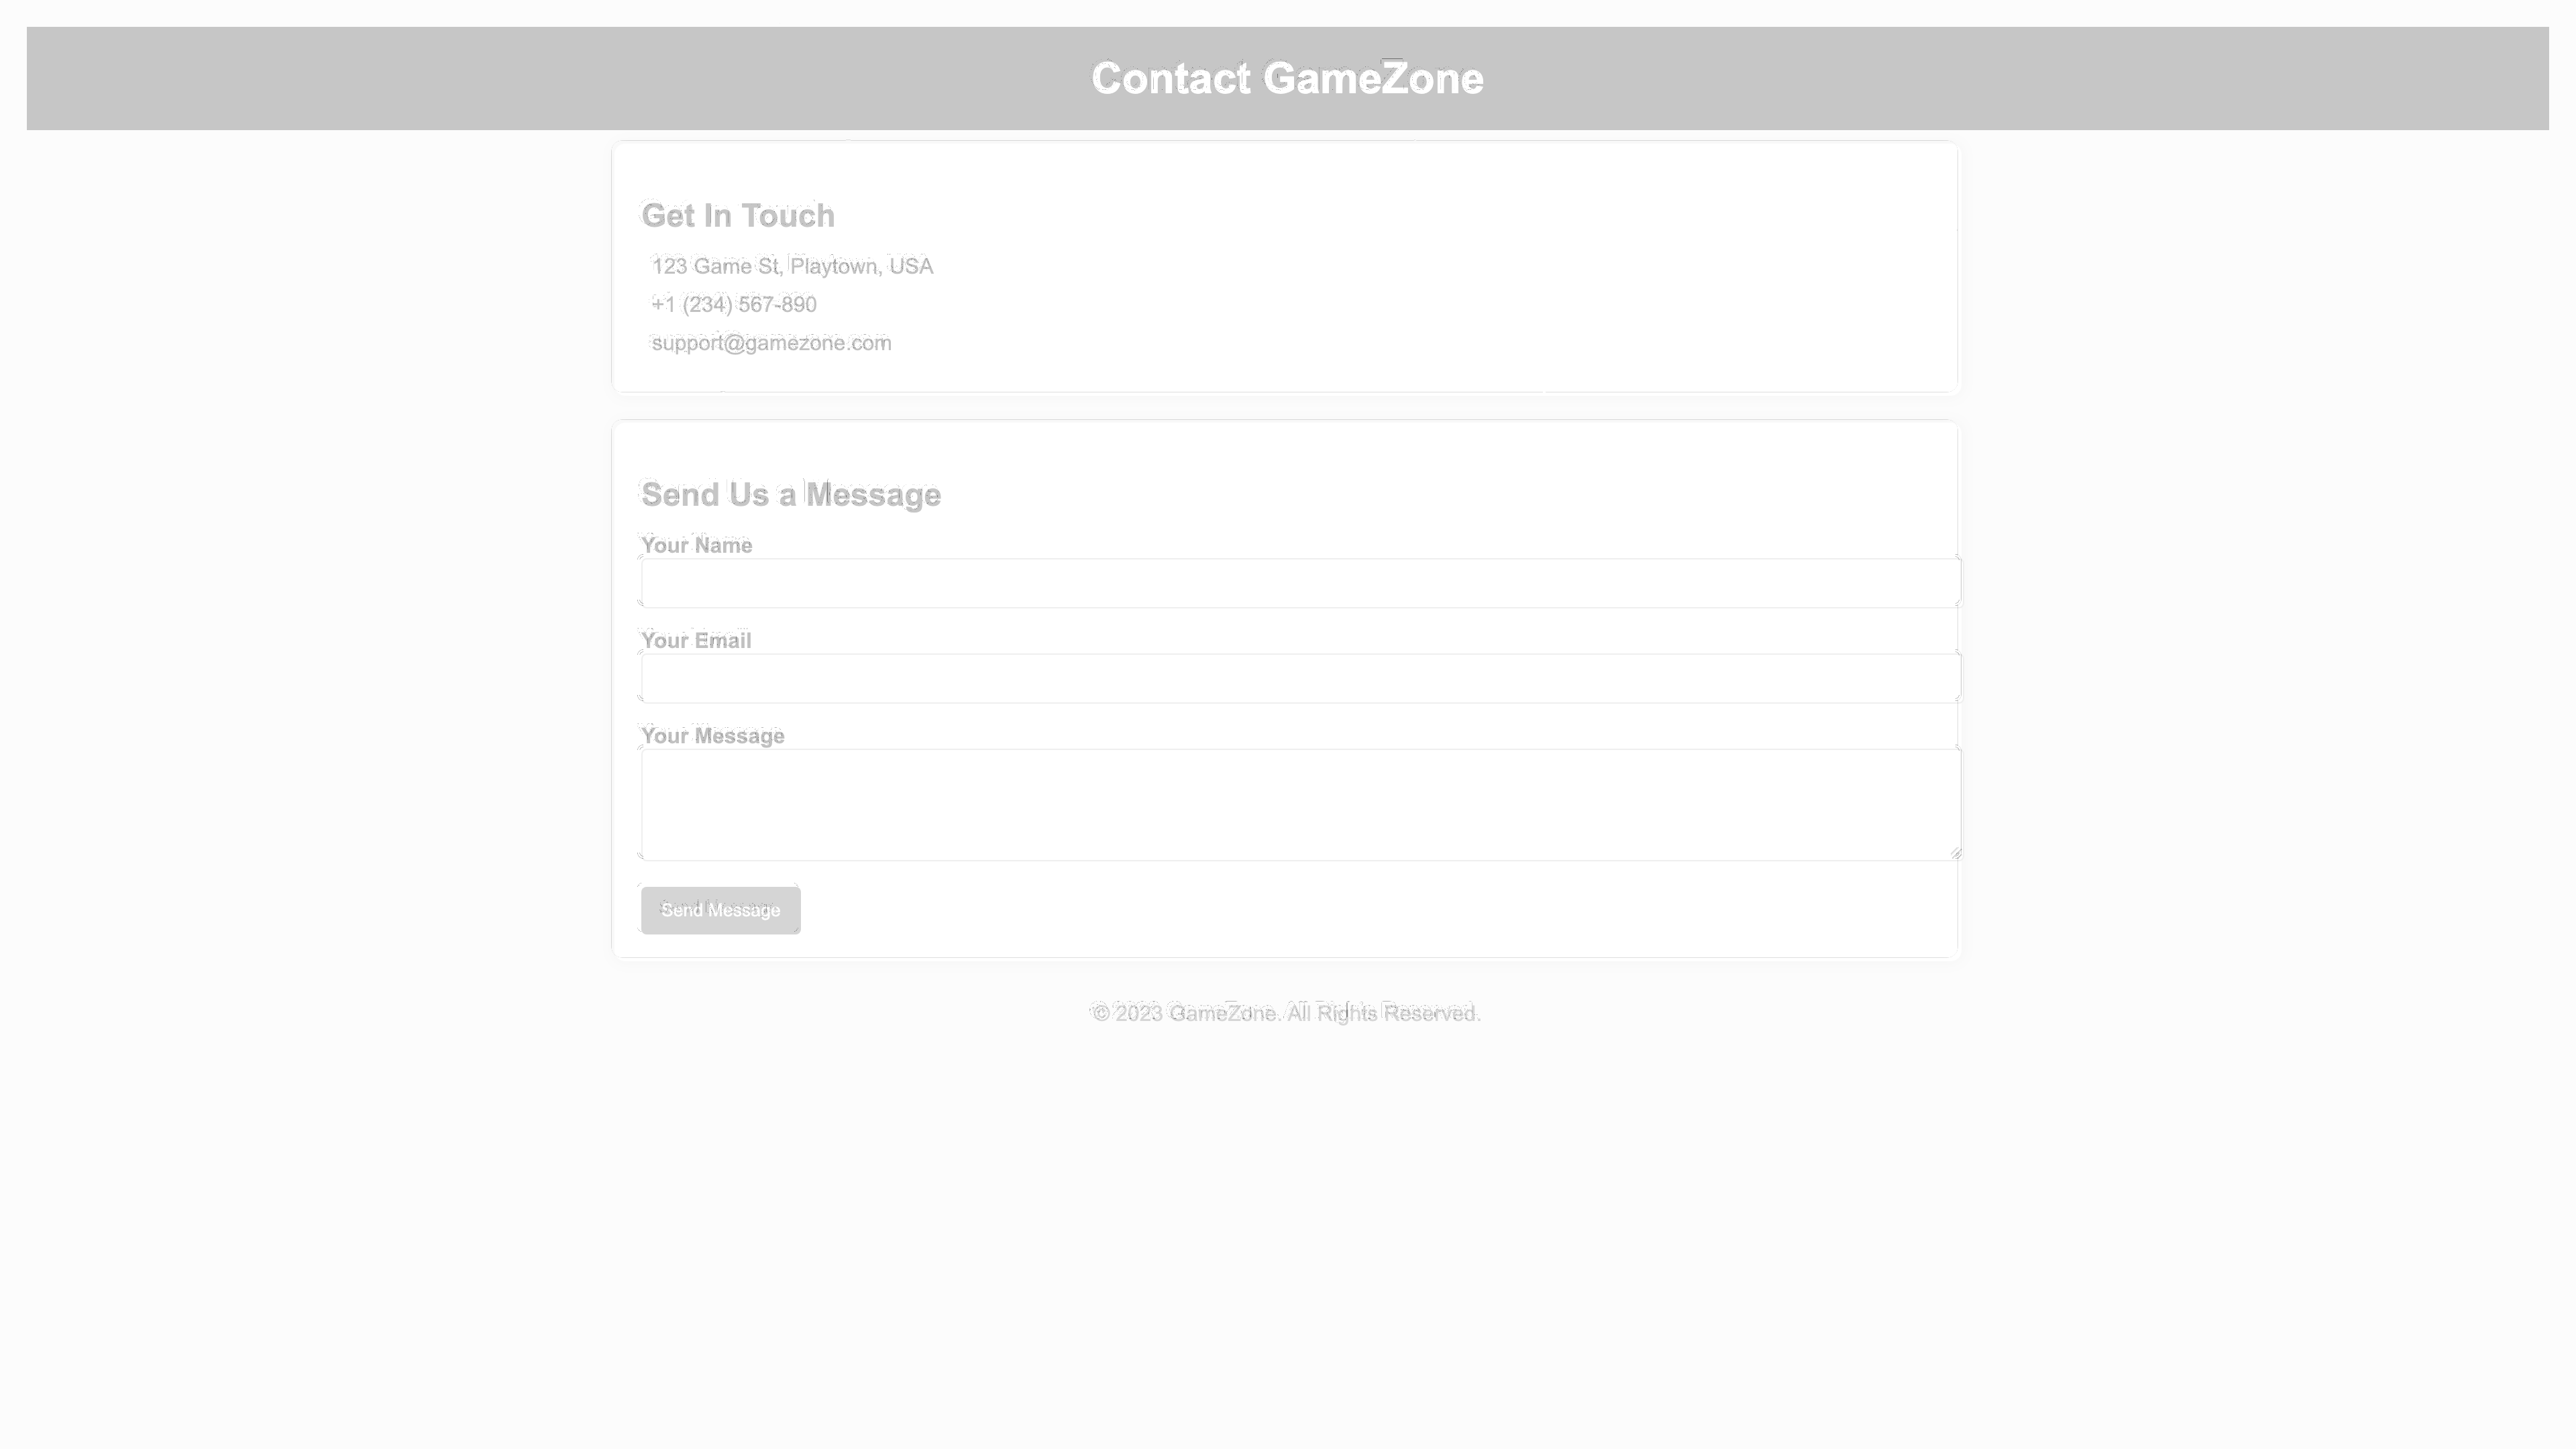 Contact GameZone
Get In Touch
123 Game St, Playtown, USA
+1 (234) 567-890
support@gamezone.com
Send Us a Message
Your Name
Your Email
Your Message
Send Message
© 2023 GameZone. All Rights Reserved.